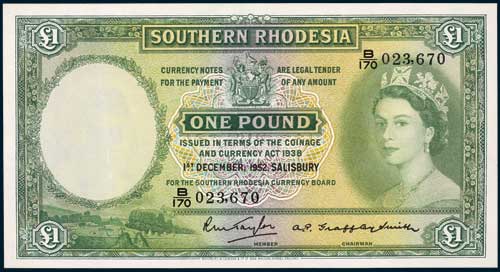 SOUTHERN RHODESIA
£1
£1
B/170 023,670
CURRENCY NOTES ARE LEGAL TENDER
FOR THE PAYMENT OF ANY AMOUNT
ONE POUND
ISSUED IN TERMS OF THE COINAGE
AND CURRENCY ACT 1938
1ST DECEMBER, 1952, SALISBURY
FOR THE SOUTHERN RHODESIA CURRENCY BOARD
B/170 023,670
MEMBER CHAIRMAN
£1
£1